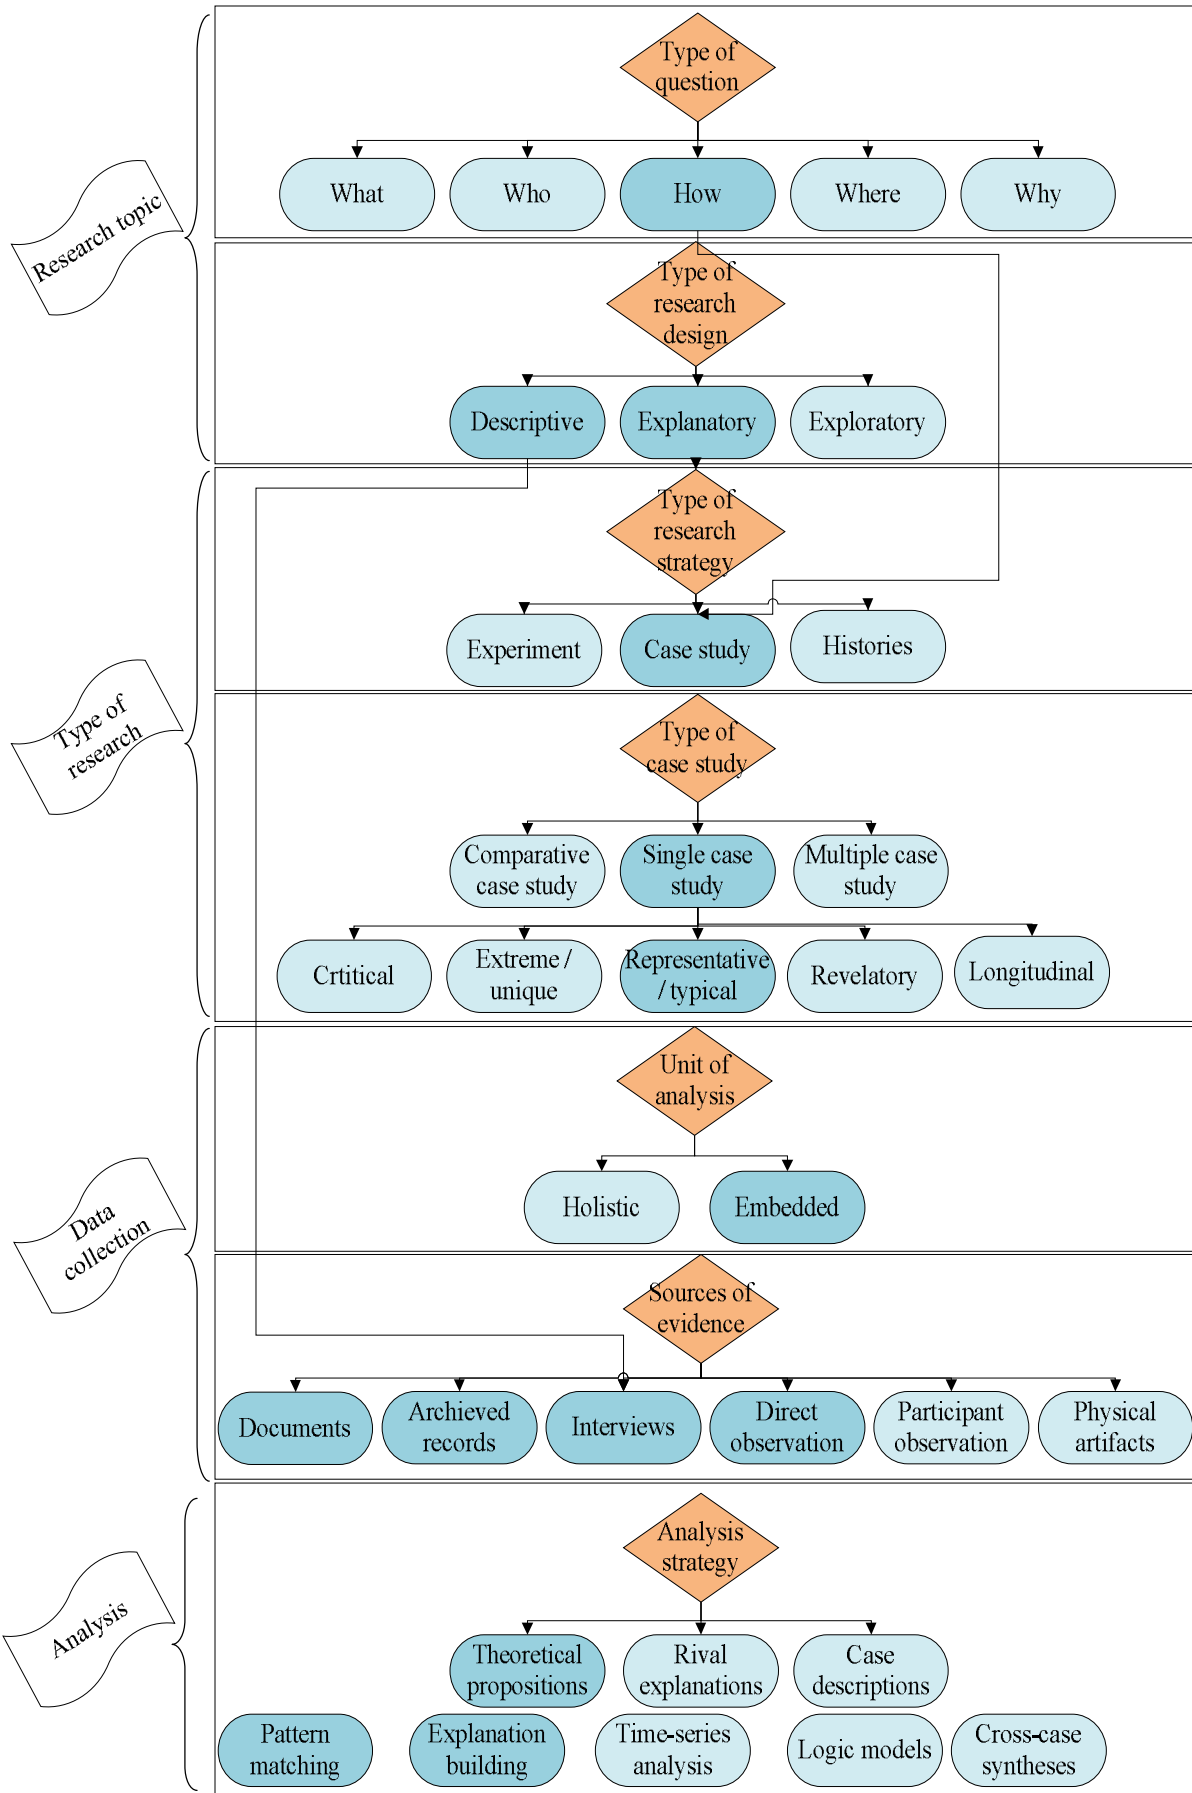 Type of
question
What
Who
How
Where
Why
Research topic
Type of
research
design
Descriptive
Explanatory
Exploratory
Type of
research
strategy
Experiment
Case study
Histories
Type of
research
Type of
case study
Comparative
case study
Single case
study
Multiple case
study
Crtitical
Extreme /
unique
Representative
/ typical
Revelatory
Longitudinal
Unit of
analysis
Holistic
Embedded
Data
collection
Sources of
evidence
Documents
Archieved
records
Interviews
Direct
observation
Participant
observation
Physical
artifacts
Analysis
strategy
Analysis
Theoretical
propositions
Rival
explanations
Case
descriptions
Pattern
matching
Explanation
building
Time-series
analysis
Logic models
Cross-case
syntheses